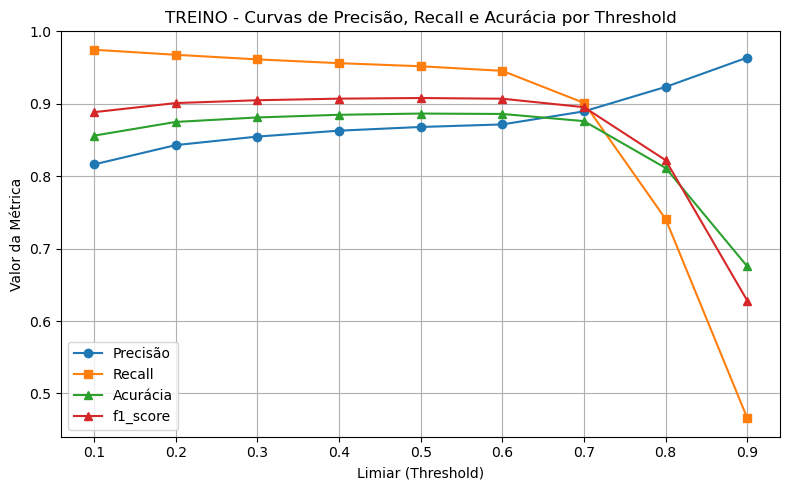 TREINO - Curvas de Precisão, Recall e Acurácia por Threshold
Valor da Métrica
1.0
0.9
0.8
0.7
0.6
0.5
Precisão
Recall
Acurácia
f1_score
0.1 0.2 0.3 0.4 0.5 0.6 0.7 0.8 0.9
Limiar (Threshold)